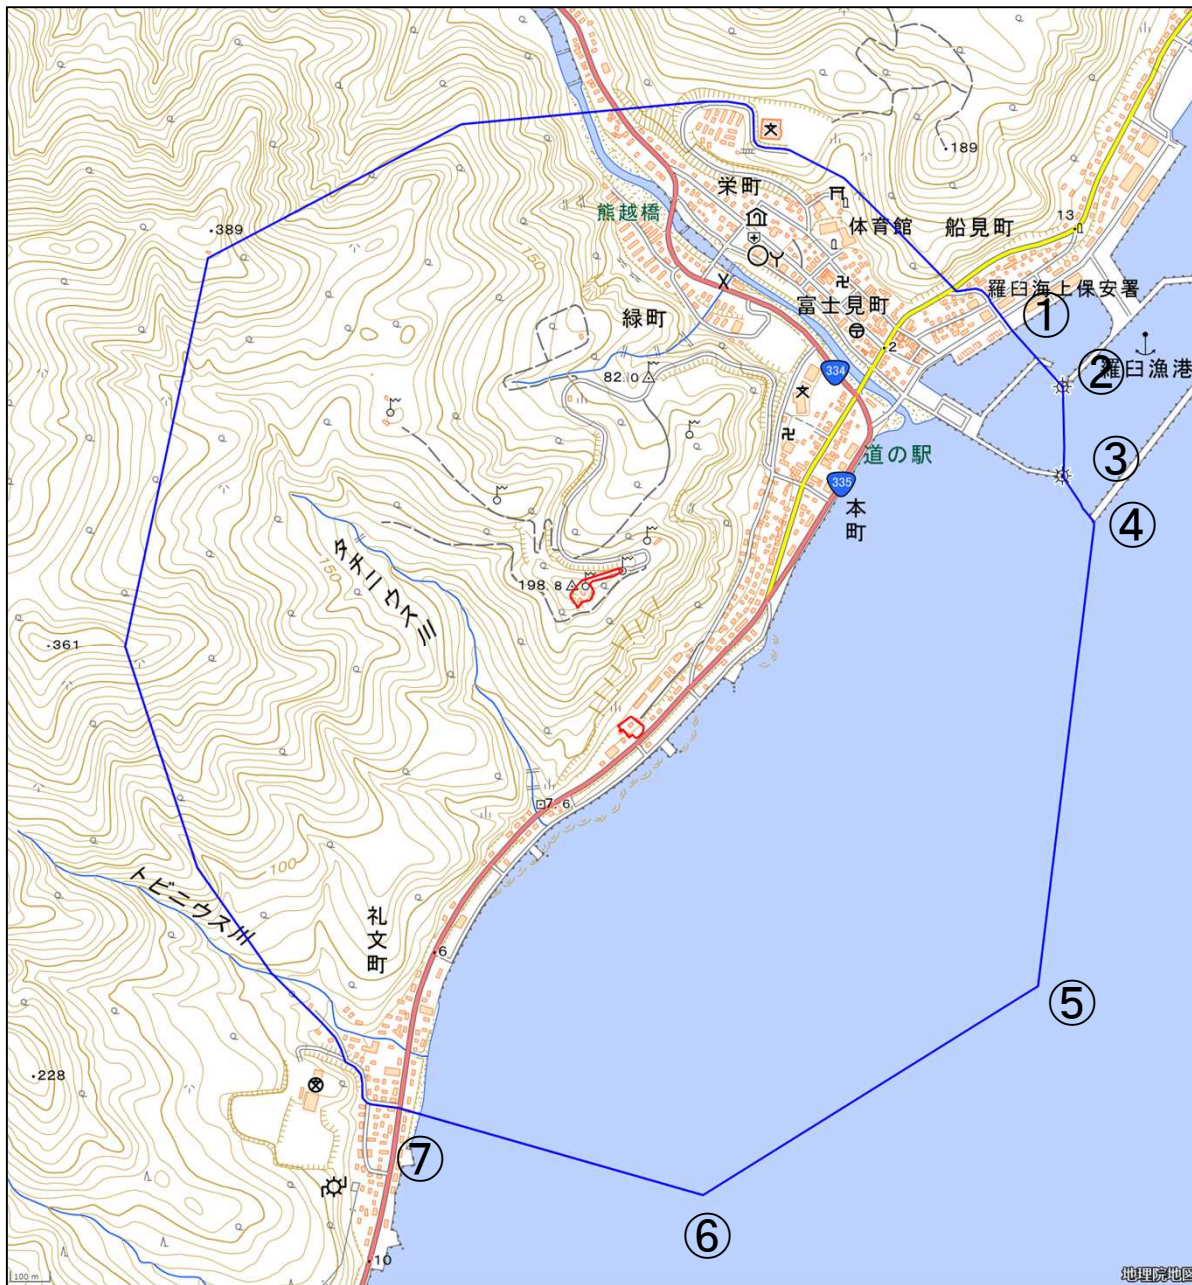 189
栄町
・389
熊越橋
体育館
船見町
13
150
羅臼海上保安署
①
緑町
富士見町
2
334
82.0
②
羅臼漁港
道の駅
③
335
本町
④
タチニウス川
150
198.8
・361
7.6
100
トビニウス川
礼文町
・6
⑤
・228
⑦
⑥
・10
100 m
地理院地図